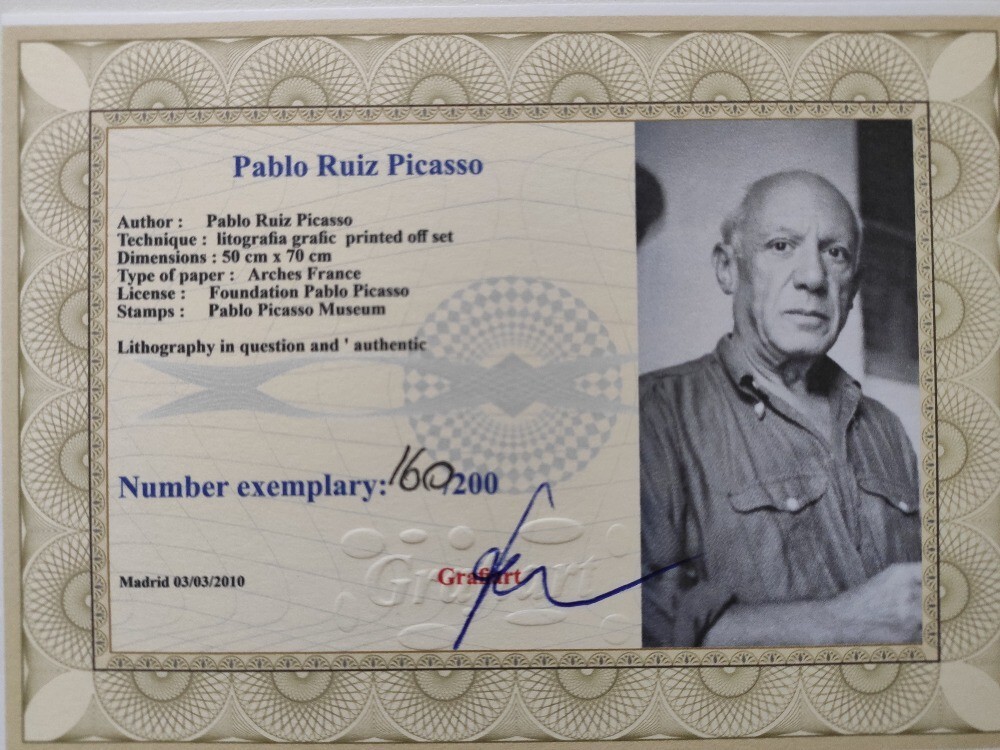 Pablo Ruiz Picasso
Author : Pablo Ruiz Picasso
Technique : litografia grafic printed off set
Dimensions : 50 cm x 70 cm
Type of paper : Arches France
License : Foundation Pablo Picasso
Stamps : Pablo Picasso Museum
Lithography in question and ' authentic
Number exemplary: 160/200
Madrid 03/03/2010
Grafiart
Grafiart